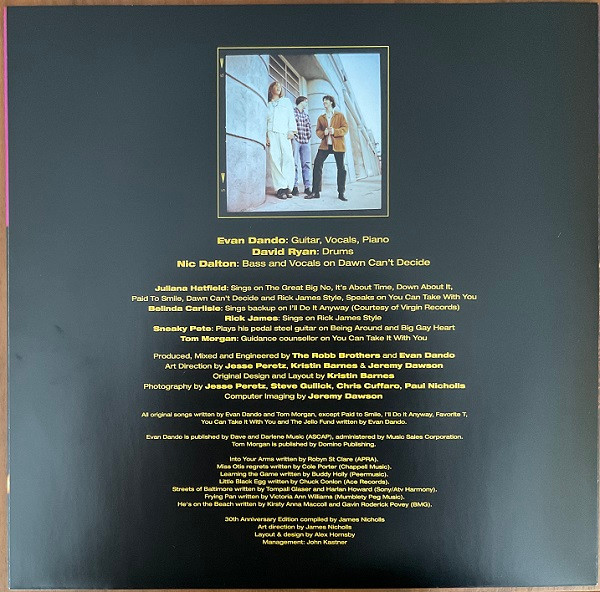 Evan Dando: Guitar, Vocals, Piano
David Ryan: Drums
Nic Dalton: Bass and Vocals on Dawn Can't Decide
Juliana Hatfield: Sings on The Great Big No, It's About Time, Down About It,
Paid To Smile, Dawn Can't Decide and Rick James Style, Speaks on You Can Take With You
Belinda Carlisle: Sings backup on I'll Do It Anyway (Courtesy of Virgin Records)
Rick James: Sings on Rick James Style
Sneaky Pete: Plays his pedal steel guitar on Being Around and Big Gay Heart
Tom Morgan: Guidance counsellor on You Can Take It With You
Produced, Mixed and Engineered by The Robb Brothers and Evan Dando
Art Direction by Jesse Peretz, Kristin Barnes & Jeremy Dawson
Original Design and Layout by Kristin Barnes
Photography by Jesse Peretz, Steve Gullick, Chris Cuffaro, Paul Nicholls
Computer Imaging by Jeremy Dawson
All original songs written by Evan Dando and Tom Morgan, except Paid to Smile, I'll Do It Anyway, Favorite T,
You Can Take It With You and The Jello Fund written by Evan Dando.
Evan Dando is published by Dave and Darlene Music (ASCAP), administered by Music Sales Corporation.
Tom Morgan is published by Domino Publishing.
Into Your Arms written by Robyn St Clare (APRA).
Miss Otis regrets written by Cole Porter (Chappell Music).
Learning the Game written by Buddy Holly (Peermusic).
Little Black Egg written by Chuck Conlon (Ace Records).
Streets of Baltimore written by Tompall Glaser and Harlan Howard (Sony/Atv Harmony).
Frying Pan written by Victoria Ann Williams (Mumblety Peg Music).
He's on the Beach written by Kirsty Anna Maccoll and Gavin Roderick Povey (BMG).
30th Anniversary Edition compiled by James Nicholls
Art direction by James Nicholls
Layout & design by Alex Hornsby
Management: John Kastner